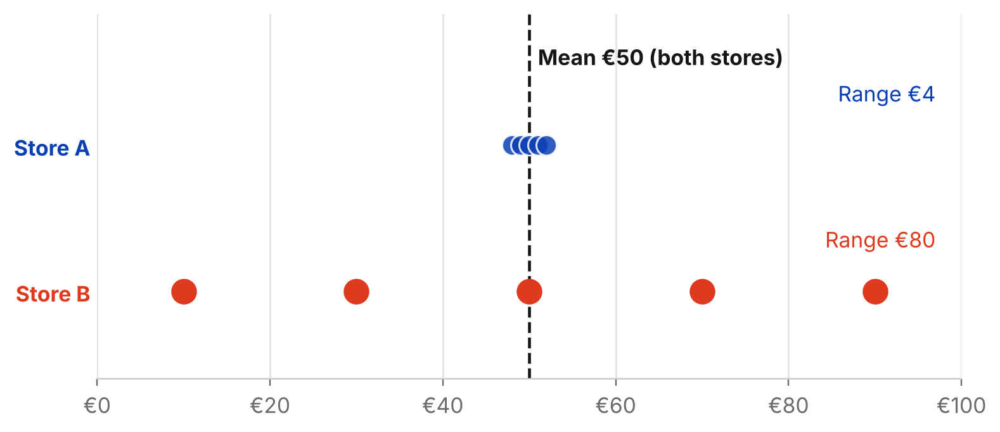 Mean €50 (both stores)
Range €4
Store A
Range €80
Store B
€0 €20 €40 €60 €80 €100